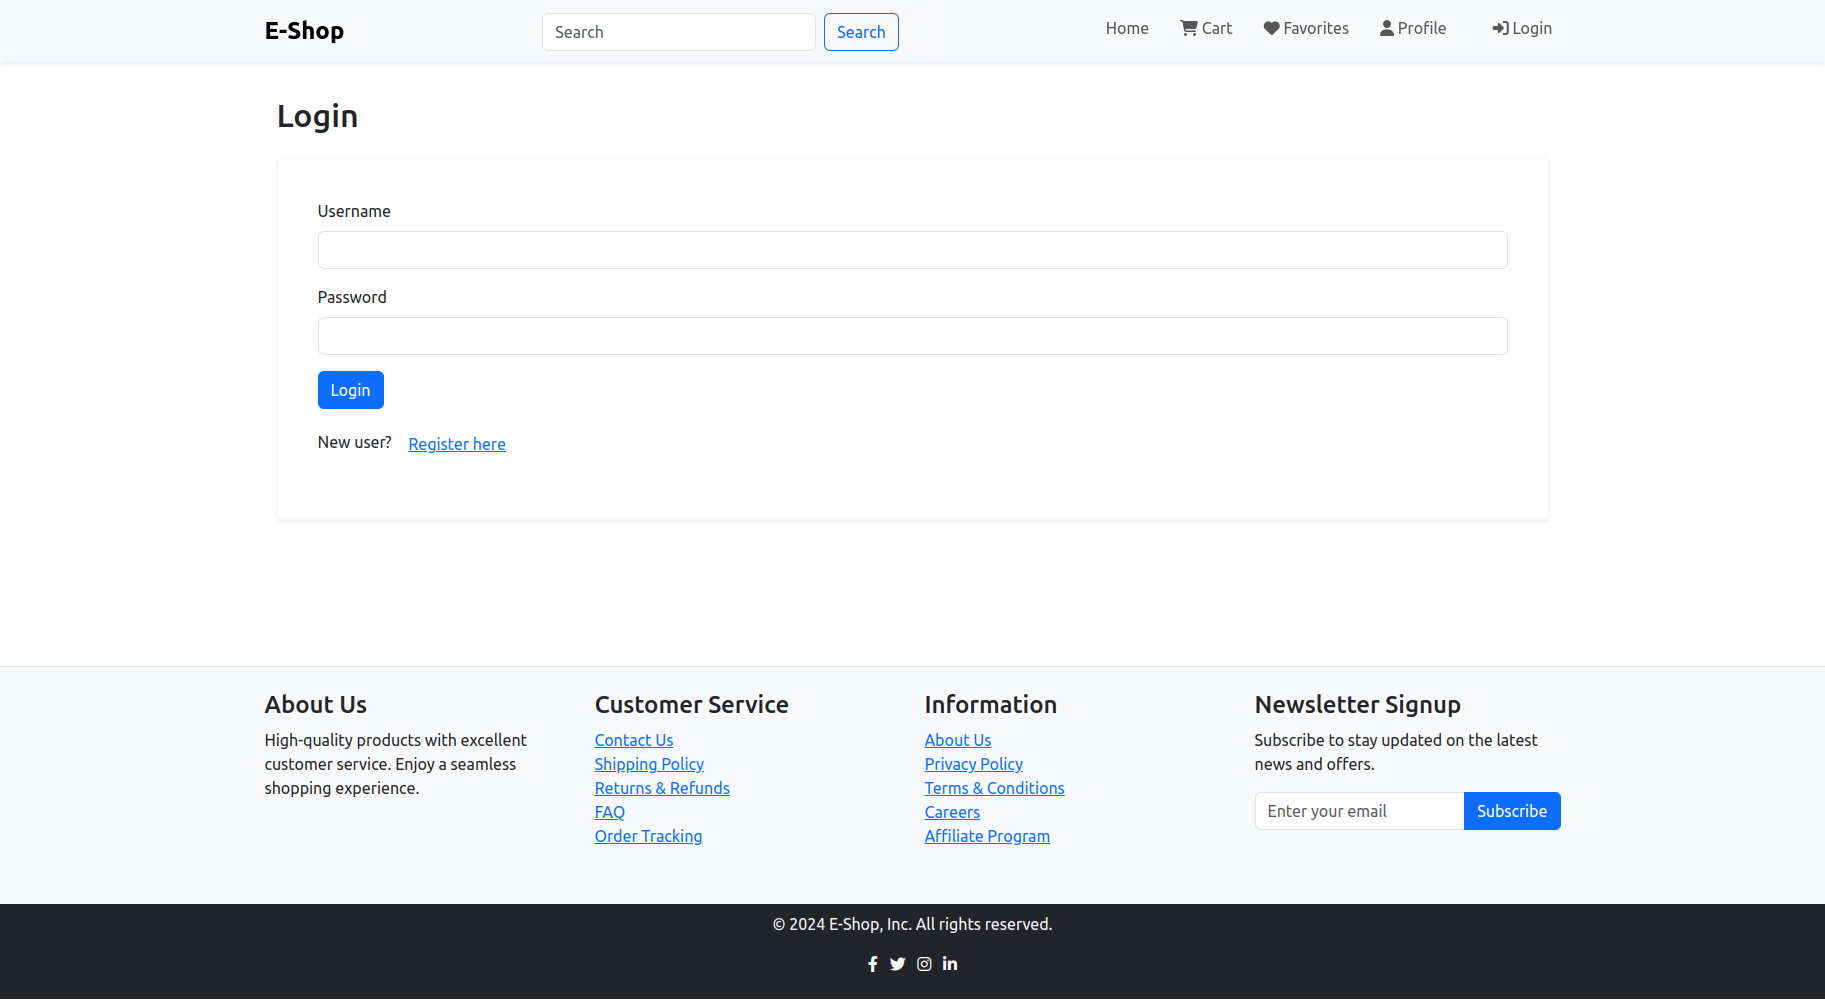 E-Shop
Search
Search
Home
Cart
Favorites
Profile
Login
Login
Username
Password
Login
New user? Register here
About Us
High-quality products with excellent
customer service. Enjoy a seamless
shopping experience.
Customer Service
Contact Us
Shipping Policy
Returns & Refunds
FAQ
Order Tracking
Information
About Us
Privacy Policy
Terms & Conditions
Careers
Affiliate Program
Newsletter Signup
Subscribe to stay updated on the latest
news and offers.
Enter your email
Subscribe
© 2024 E-Shop, Inc. All rights reserved.